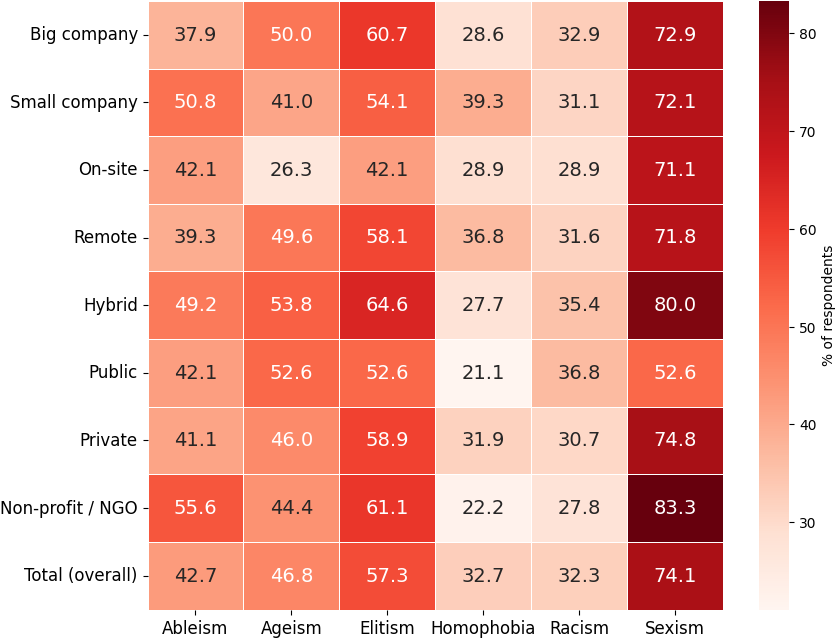 Big company 37.9 50.0 60.7 28.6 32.9 72.9
Small company 50.8 41.0 54.1 39.3 31.1 72.1
On-site 42.1 26.3 42.1 28.9 28.9 71.1
Remote 39.3 49.6 58.1 36.8 31.6 71.8
Hybrid 49.2 53.8 64.6 27.7 35.4 80.0
Public 42.1 52.6 52.6 21.1 36.8 52.6
Private 41.1 46.0 58.9 31.9 30.7 74.8
Non-profit / NGO 55.6 44.4 61.1 22.2 27.8 83.3
Total (overall) 42.7 46.8 57.3 32.7 32.3 74.1
Ableism Ageism Elitism Homophobia Racism Sexism
80
70
60
50
40
30
% of respondents